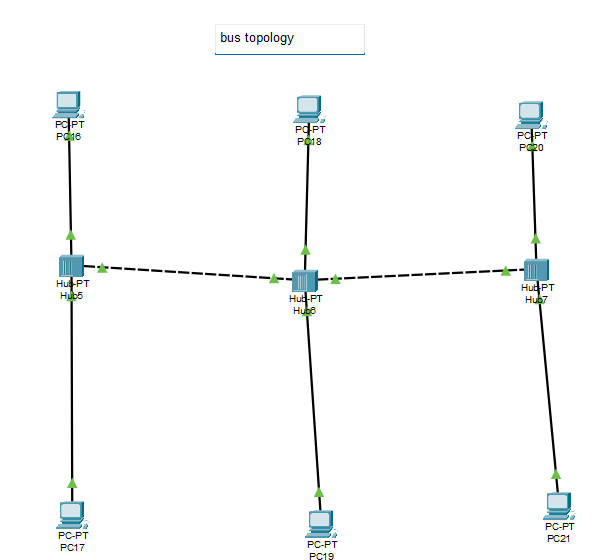 bus topology
PC-PT
PC16
PC-PT
PC18
PC-PT
PC20
Hub-PT
Hub5
Hub-PT
Hub6
Hub-PT
Hub7
PC-PT
PC17
PC-PT
PC19
PC-PT
PC21